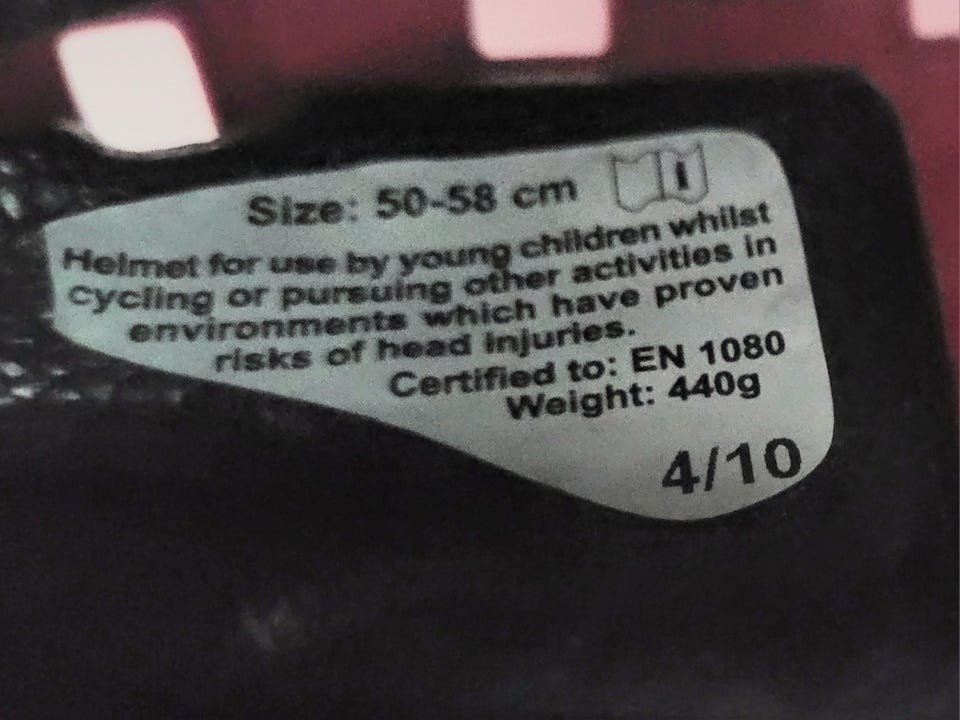 Size: 50-58 cm
Helmet for use by young children whilst
cycling or pursuing other activities in
environments which have proven
risks of head injuries.
Certified to: EN 1080
Weight: 440g
4/10